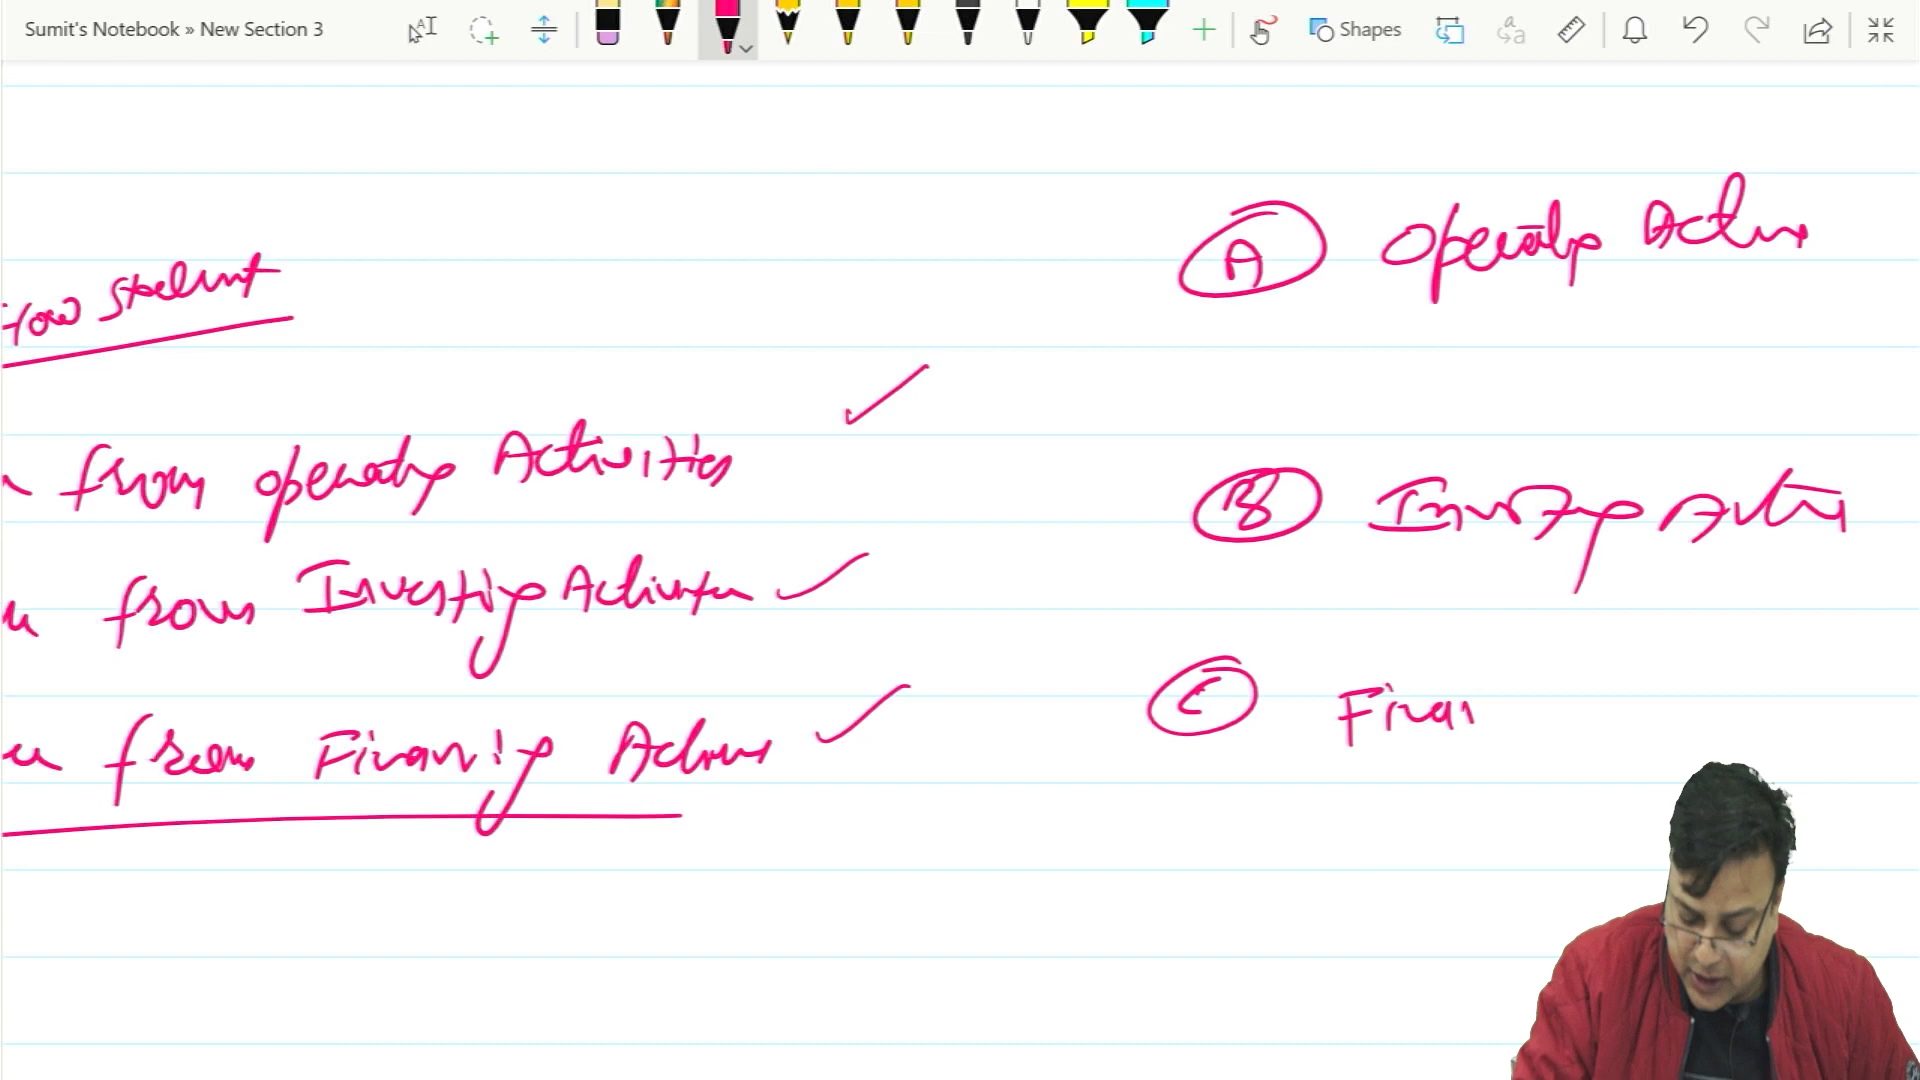 Sumit's Notebook » New Section 3
Shapes
Flow Statement
from operating Activities
from Investing Activities
from Financing Activities
A Operating Activities
B Investing Activities
C Finan